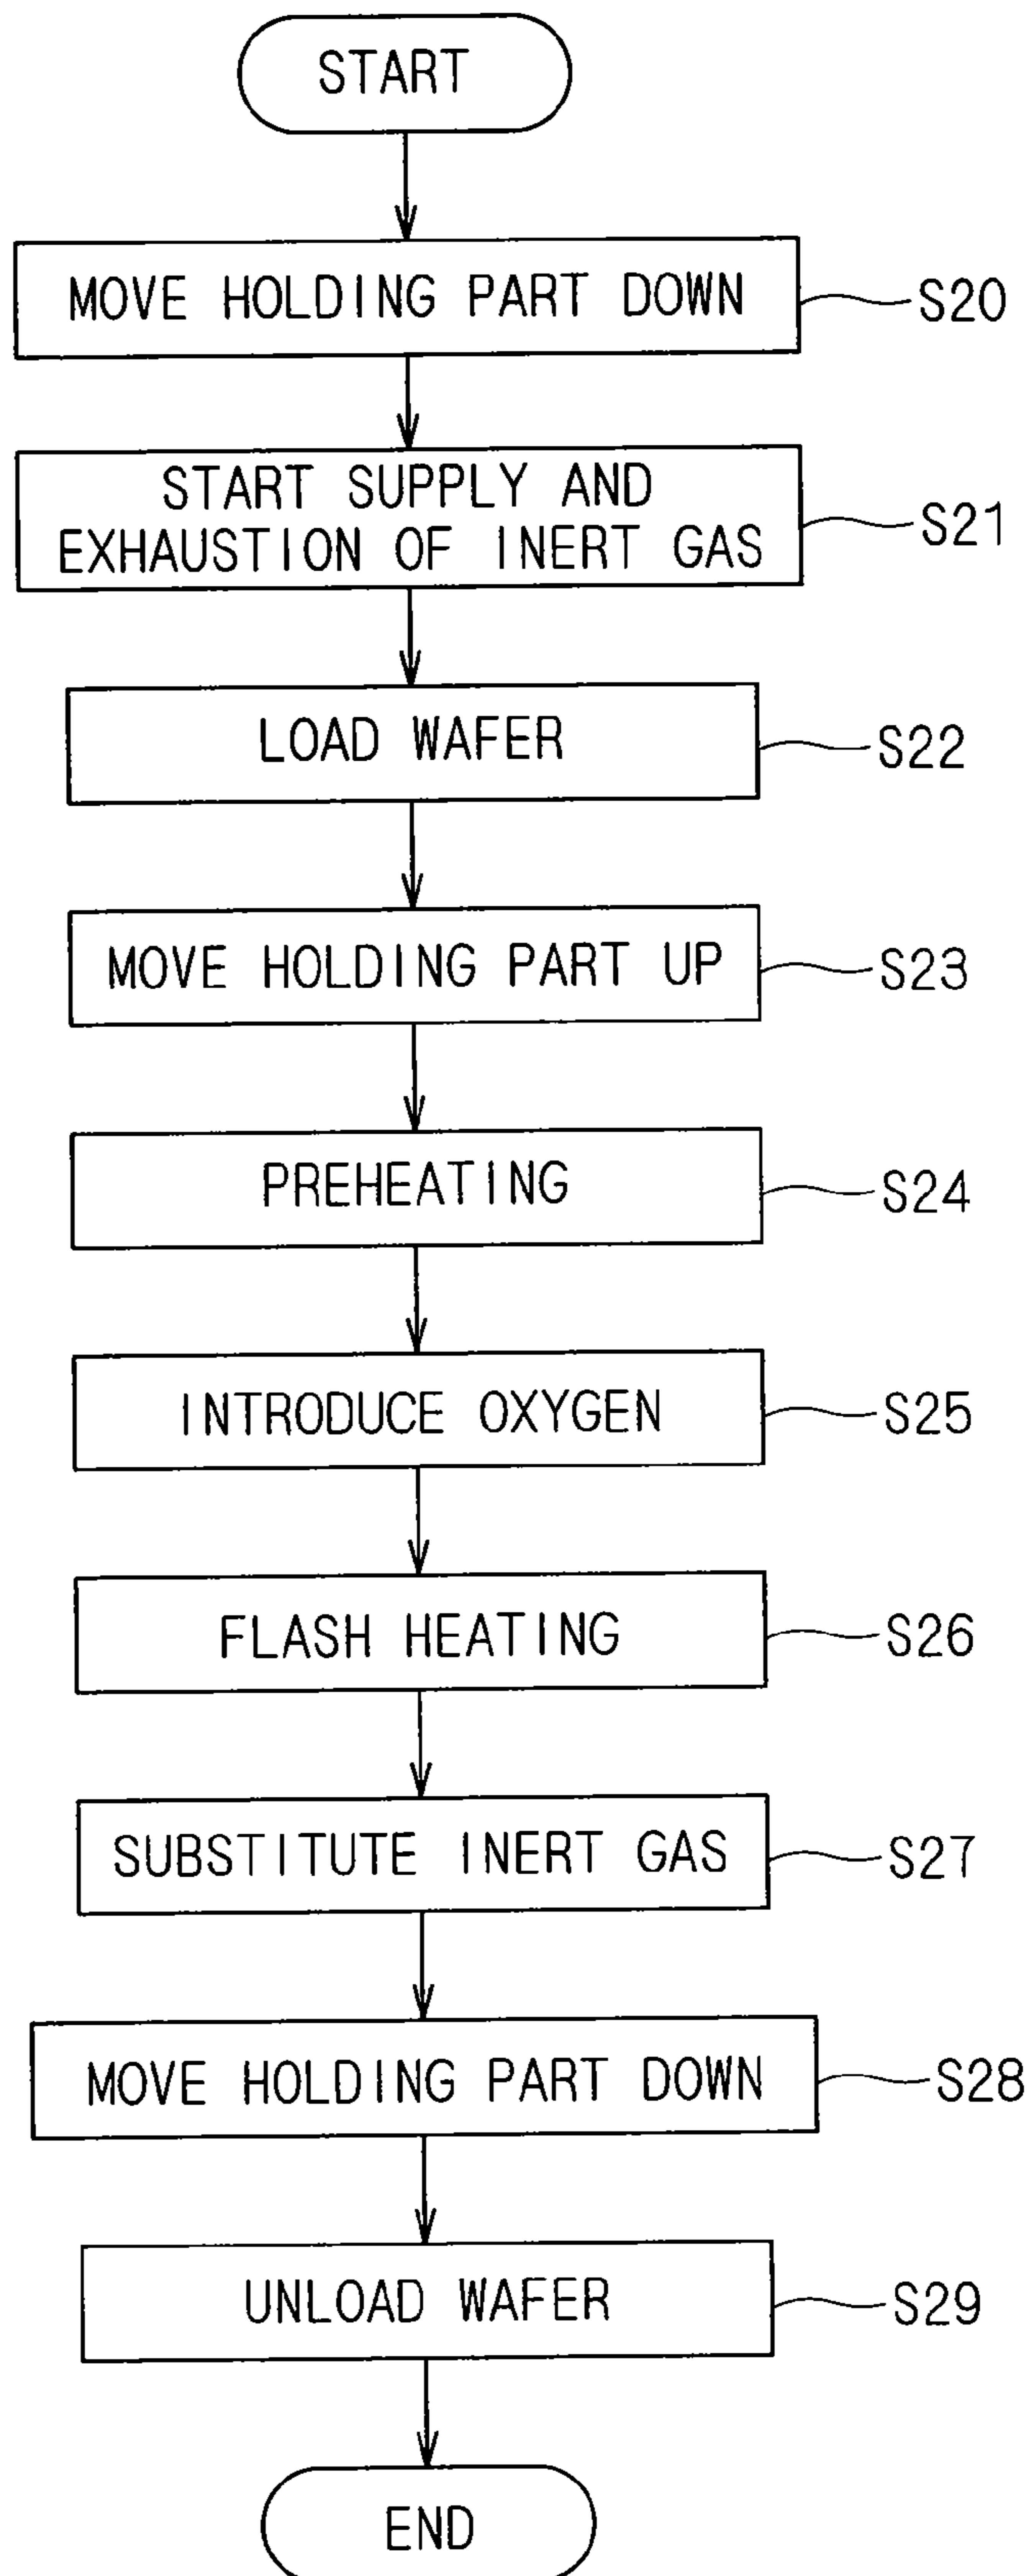 START
MOVE HOLDING PART DOWN
S20
START SUPPLY AND
EXHAUSTION OF INERT GAS
S21
LOAD WAFER
S22
MOVE HOLDING PART UP
S23
PREHEATING
S24
INTRODUCE OXYGEN
S25
FLASH HEATING
S26
SUBSTITUTE INERT GAS
S27
MOVE HOLDING PART DOWN
S28
UNLOAD WAFER
S29
END